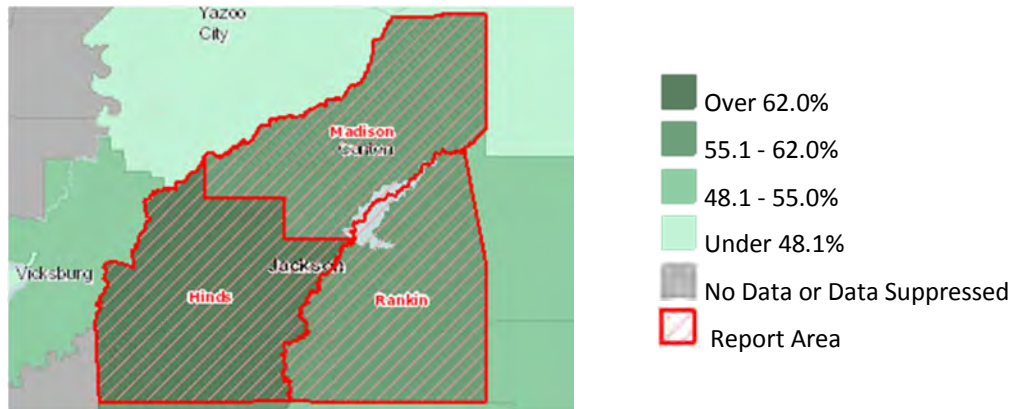 Yazoo
City
Madison
Canton
Jackson
Vicksburg
Hinds
Rankin
Over 62.0%
55.1 - 62.0%
48.1 - 55.0%
Under 48.1%
No Data or Data Suppressed
Report Area